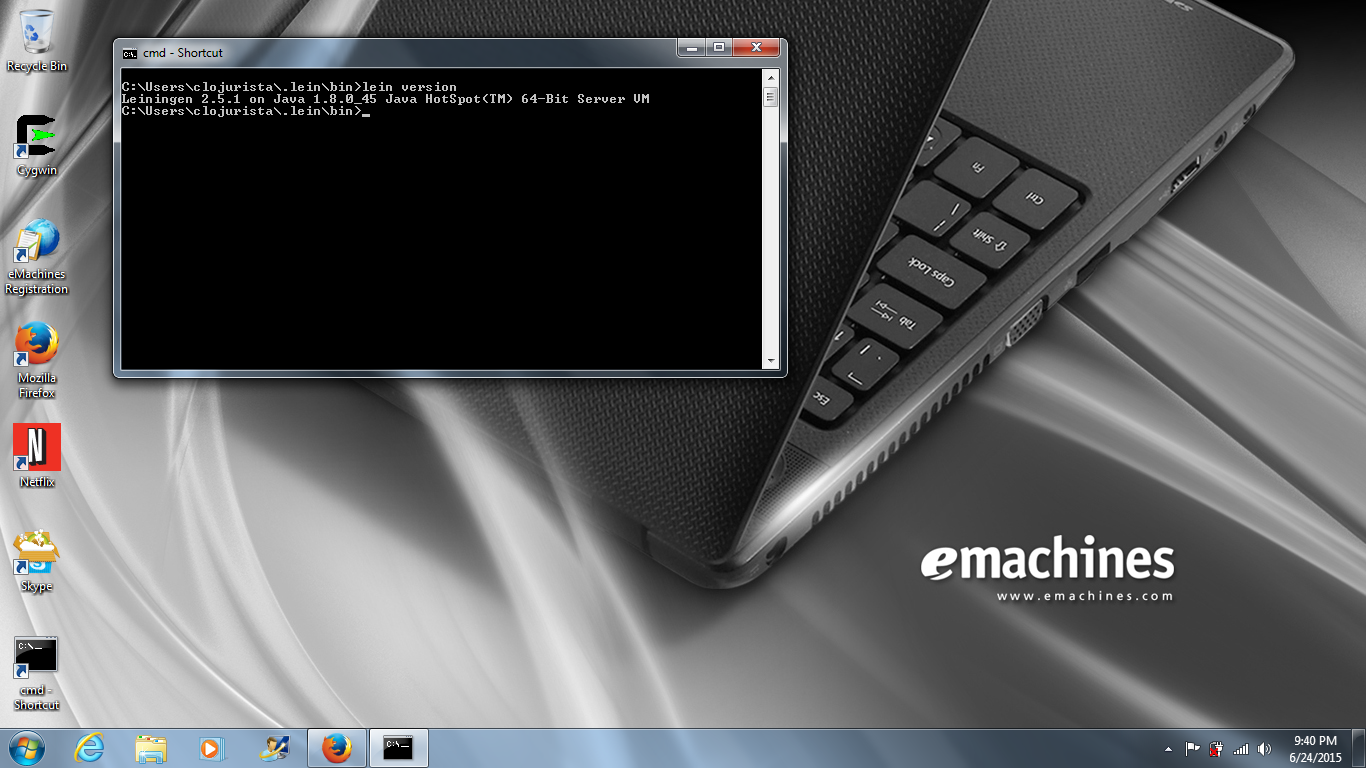 Recycle Bin
Cygwin
eMachines
Registration
Mozilla
Firefox
N
Netflix
S
Skype
C:\_
cmd -
Shortcut
C:\.
cmd - Shortcut
C:\Users\clojurista\.lein\bin>lein version
Leiningen 2.5.1 on Java 1.8.0_45 Java HotSpot(TM) 64-Bit Server VM
C:\Users\clojurista\.lein\bin>_
Fn
Ctrl
Shift
Caps Lock
Tab
Esc
emachines
www.emachines.com
C:\_
9:40 PM
6/24/2015